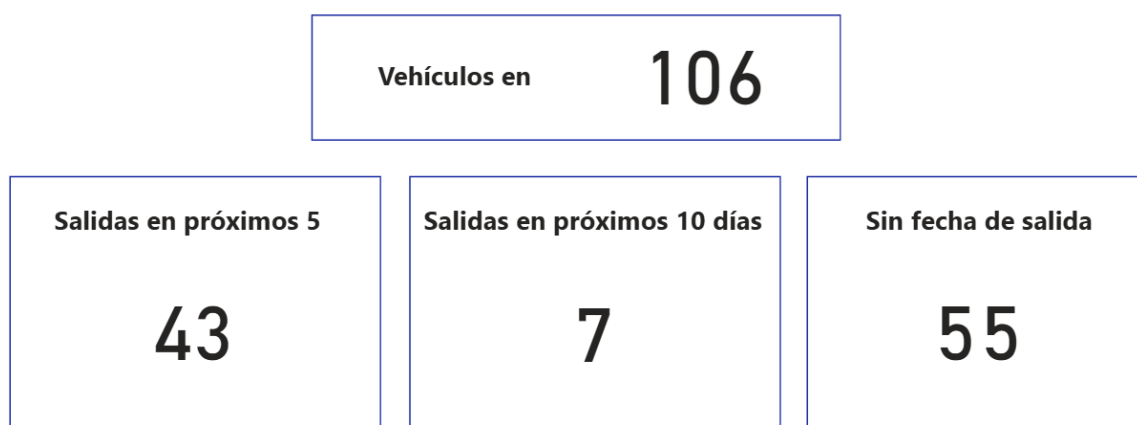 Vehículos en 106
Salidas en próximos 5
Salidas en próximos 10 días
Sin fecha de salida
43
7
55